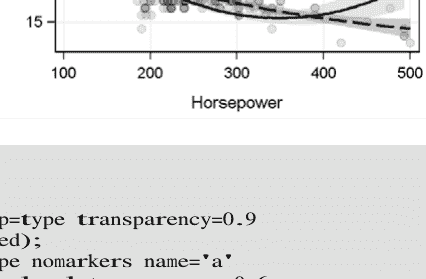 15
100 200 300 400 500
Horsepower
p=type transparency=0.9
ed);
pe nomarkers name='a'